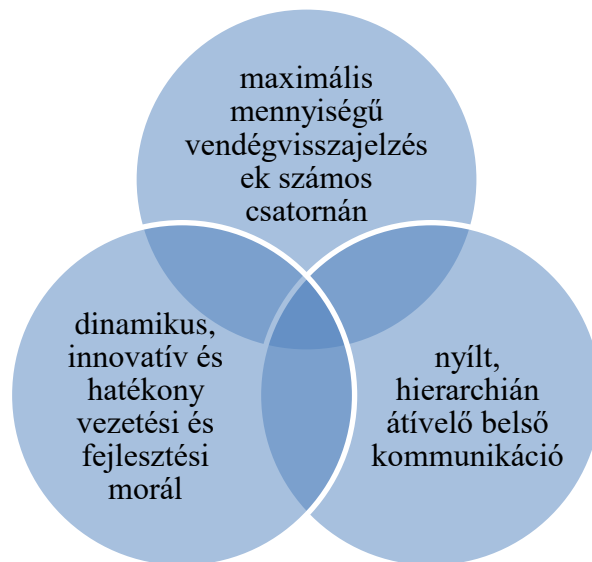 maximális
mennyiségű
vendégvisszajelzés
ek számos
csatornán
dinamikus,
innovatív és
hatékony
vezetési és
fejlesztési
morál
nyílt,
hierarchián
átívelő belső
kommunikáció